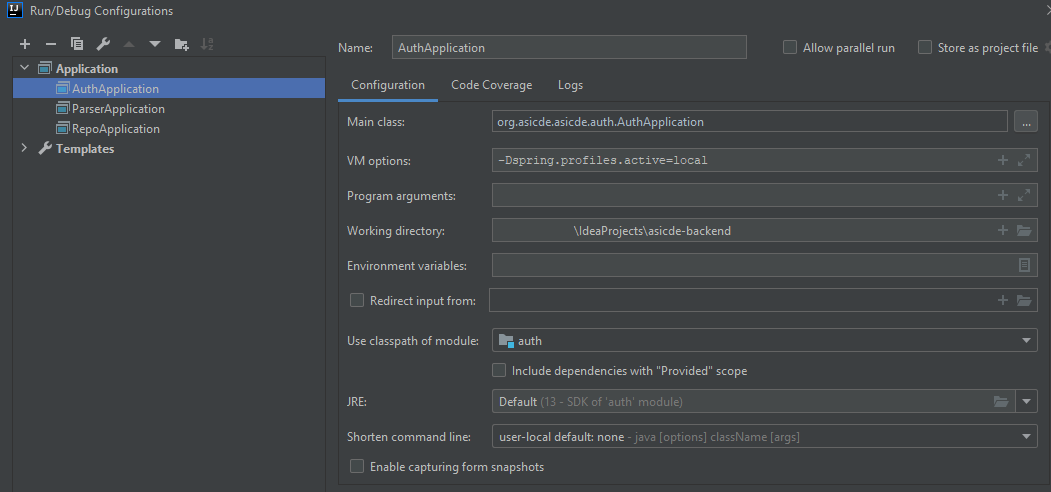 IJ Run/Debug Configurations
Application
AuthApplication
ParserApplication
RepoApplication
Templates
Name: AuthApplication Allow parallel run Store as project file
Configuration Code Coverage Logs
Main class: org.asicde.asicde.auth.AuthApplication ...
VM options: -Dspring.profiles.active=local
Program arguments:
Working directory: \IdeaProjects\asicde-backend
Environment variables:
Redirect input from:
Use classpath of module: auth
Include dependencies with "Provided" scope
JRE: Default (13 - SDK of 'auth' module)
Shorten command line: user-local default: none - java [options] className [args]
Enable capturing form snapshots